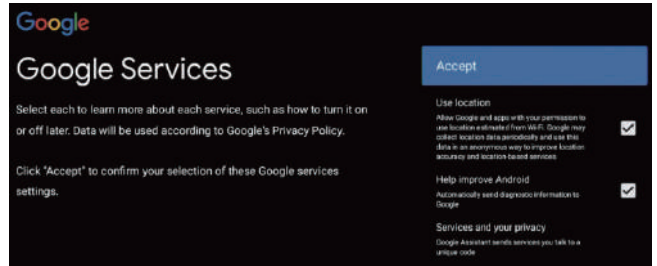 Google
Google Services
Select each to learn more about each service, such as how to turn it on
or off later. Data will be used according to Google's Privacy Policy.
Click "Accept" to confirm your selection of these Google services
settings.
Accept
Use location
Allow Google and apps with your permission to
use location estimated from Wi-Fi. Google may
collect location data periodically and use this
data in an anonymous way to improve location
accuracy and location-based services
Help improve Android
Automatically send diagnostic information to
Google
Services and your privacy
Google Assistant sends services you talk to a
unique code